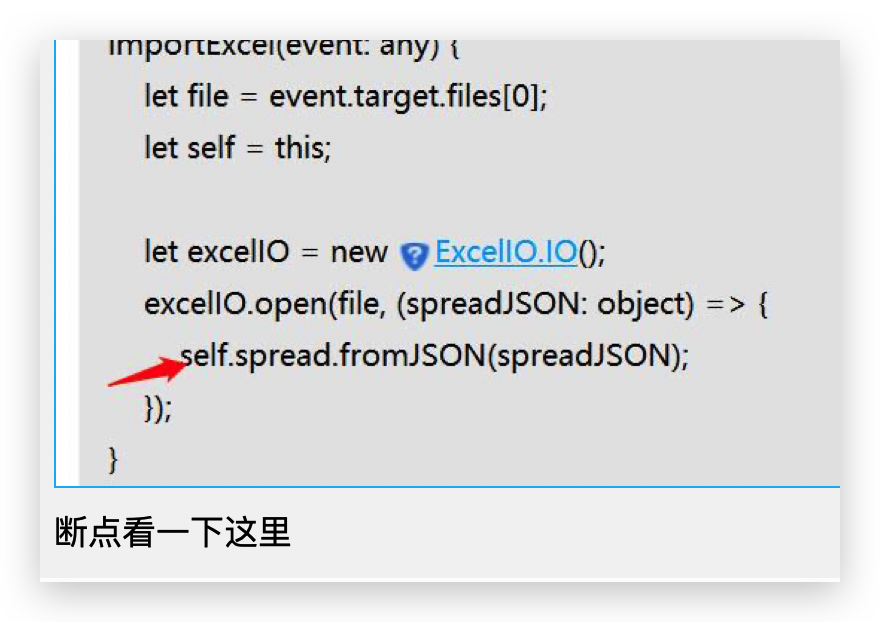 importExcel(event: any) {
let file = event.target.files[0];
let self = this;
let excelIO = new ExcelIO.IO();
excelIO.open(file, (spreadJSON: object) => {
self.spread.fromJSON(spreadJSON);
});
}
断点看一下这里